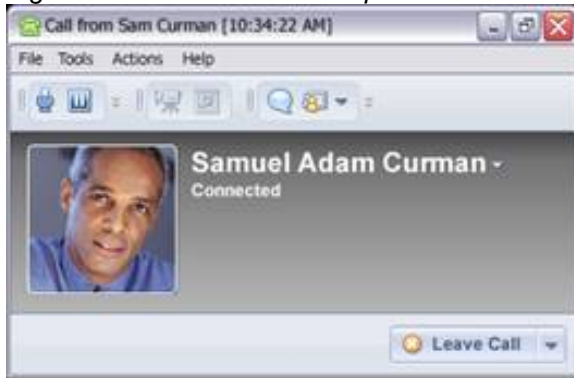 Call from Sam Curman [10:34:22 AM]
File Tools Actions Help
Samuel Adam Curman
Connected
Leave Call